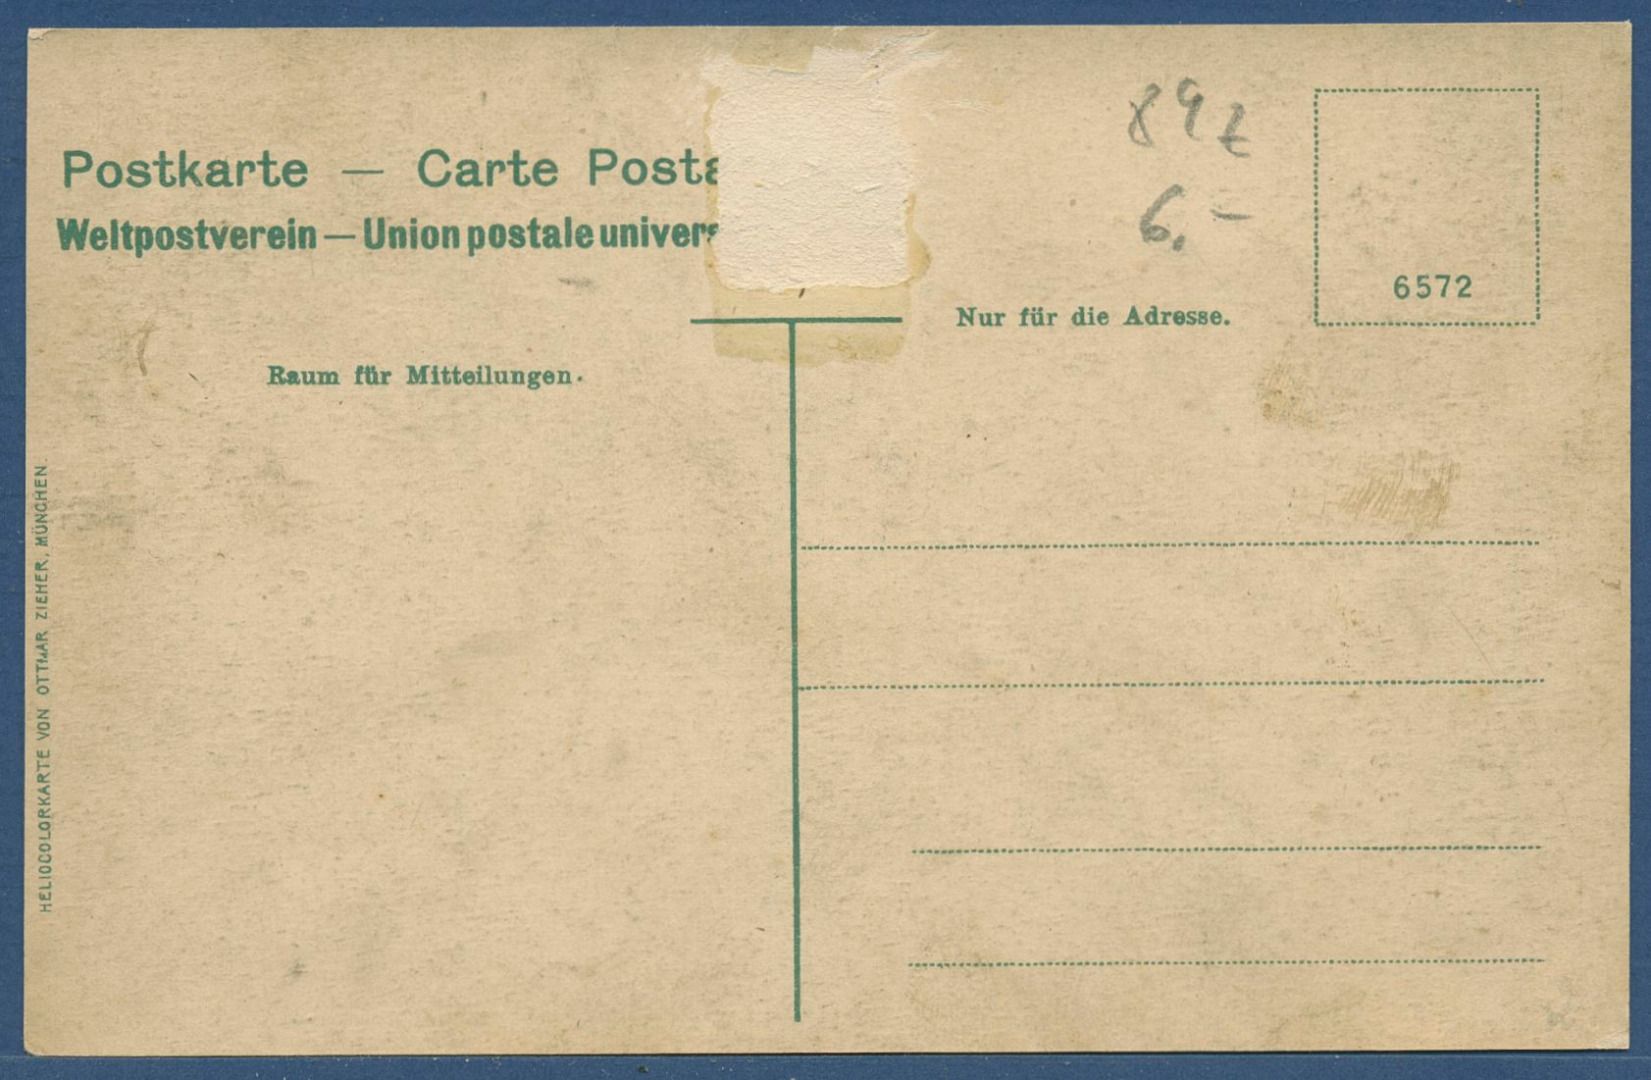 Postkarte — Carte Posta
Weltpostverein — Union postale univers
89z
6.-
6572
Nur für die Adresse.
Raum für Mitteilungen.
HELIOCOLORKARTE VON OTTMAR ZIEHER, MÜNCHEN.